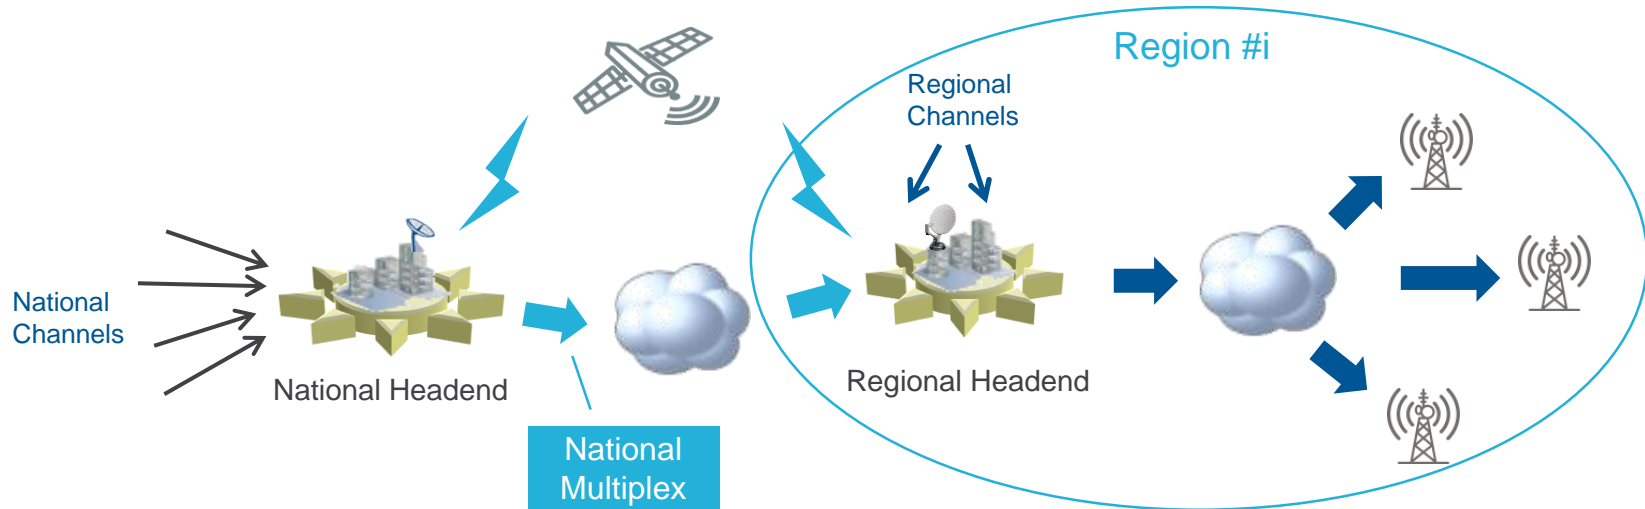 Region #i
Regional
Channels
National
Channels
National Headend
Regional Headend
National
Multiplex